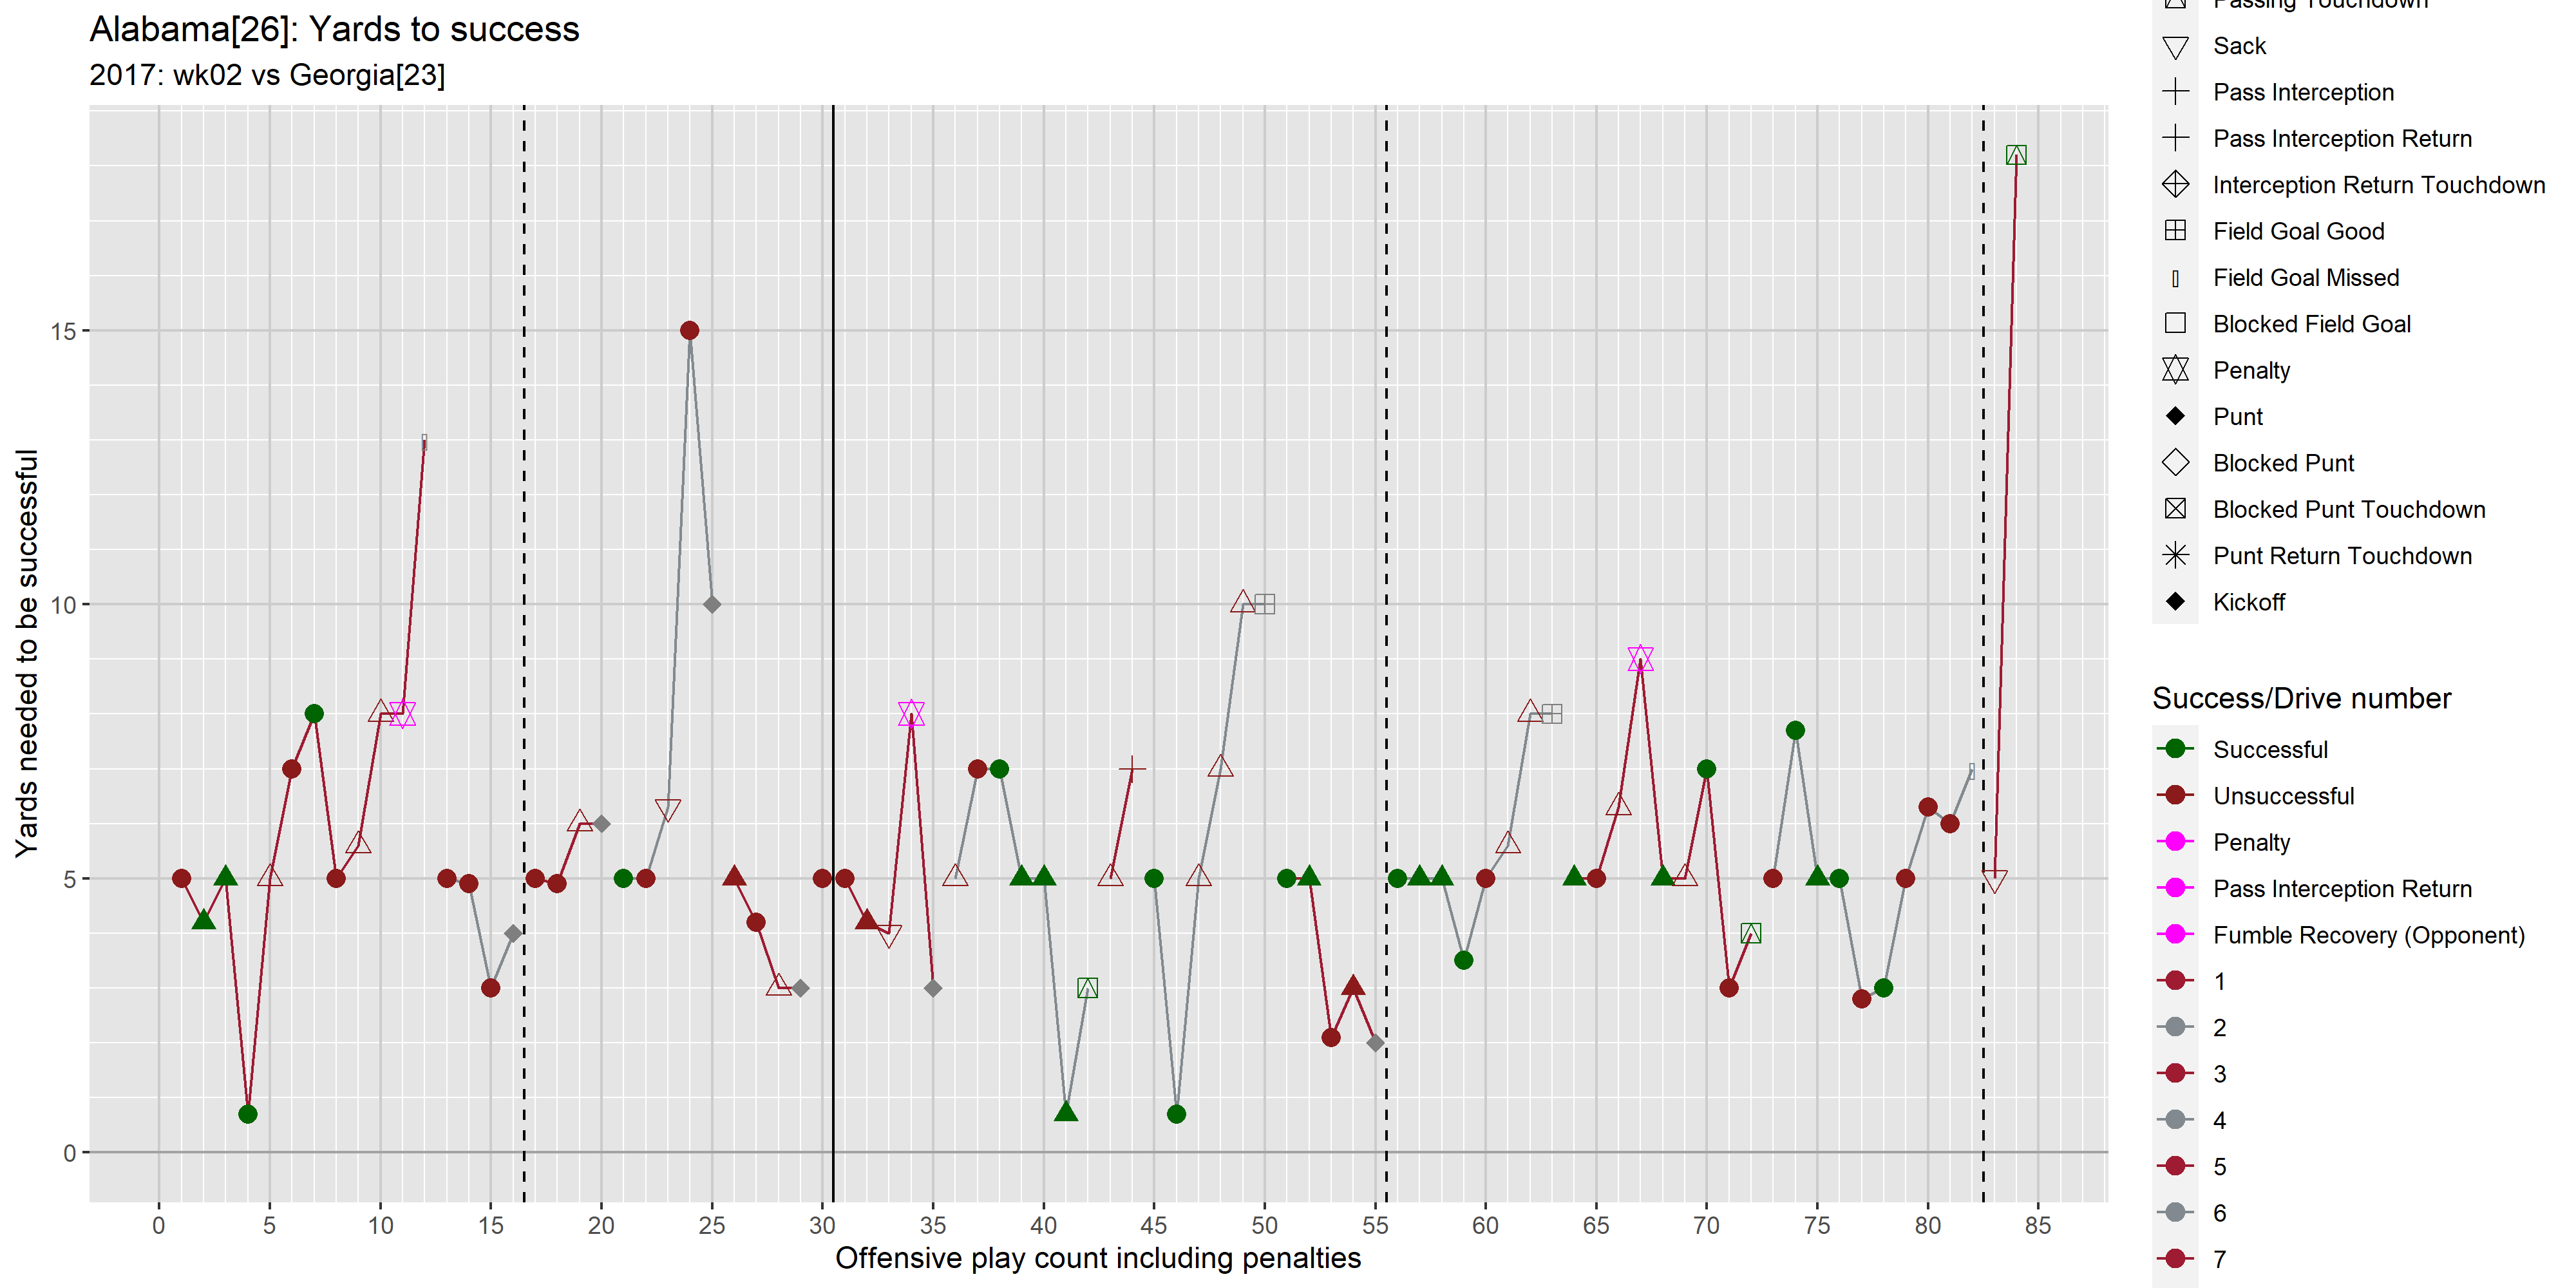 Alabama[26]: Yards to success
2017: wk02 vs Georgia[23]
Yards needed to be successful
15
10
5
0
0 5 10 15 20 25 30 35 40 45 50 55 60 65 70 75 80 85
Offensive play count including penalties
Passing Touchdown
Sack
Pass Interception
Pass Interception Return
Interception Return Touchdown
Field Goal Good
Field Goal Missed
Blocked Field Goal
Penalty
Punt
Blocked Punt
Blocked Punt Touchdown
Punt Return Touchdown
Kickoff
Success/Drive number
Successful
Unsuccessful
Penalty
Pass Interception Return
Fumble Recovery (Opponent)
1
2
3
4
5
6
7